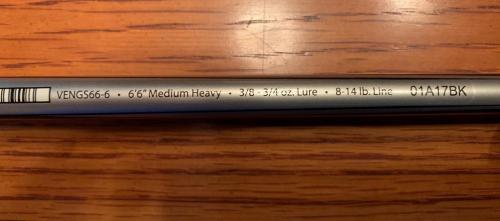 VENGS66-6 • 6'6" Medium Heavy • 3/8 - 3/4 oz. Lure • 8-14 lb. Line 01A17BK